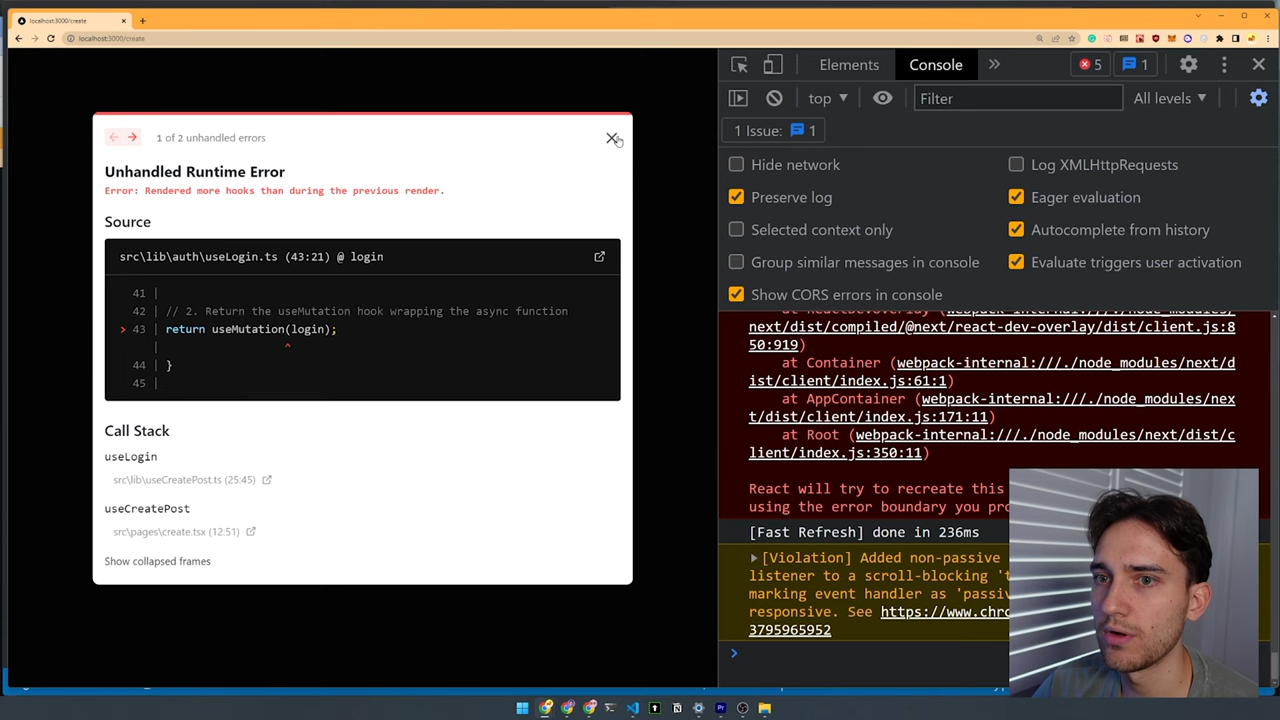 localhost:3000/create
localhost:3000/create
Elements
Console
5
1
top
Filter
All levels
1 Issue: 1
Hide network
Log XMLHttpRequests
Preserve log
Eager evaluation
Selected context only
Autocomplete from history
Group similar messages in console
Evaluate triggers user activation
Show CORS errors in console
1 of 2 unhandled errors
Unhandled Runtime Error
Error: Rendered more hooks than during the previous render.
Source
src\lib\auth\useLogin.ts (43:21) @ login
41 |
42 | // 2. Return the useMutation hook wrapping the async function
> 43 | return useMutation(login);
| ^
44 | }
45 |
Call Stack
useLogin
src\lib\useCreatePost.ts (25:45)
useCreatePost
src\pages\create.tsx (12:51)
Show collapsed frames
next/dist/compiled/@next/react-dev-overlay/dist/client.js:8
50:919)
at Container (webpack-internal:///./node_modules/next/d
ist/client/index.js:61:1)
at AppContainer (webpack-internal:///./node_modules/nex
t/dist/client/index.js:171:11)
at Root (webpack-internal:///./node_modules/next/dist/c
lient/index.js:350:11)
React will try to recreate this
using the error boundary you pro
[Fast Refresh] done in 236ms
[Violation] Added non-passive
listener to a scroll-blocking 't
marking event handler as 'passiv
responsive. See https://www.chro
3795965952
>